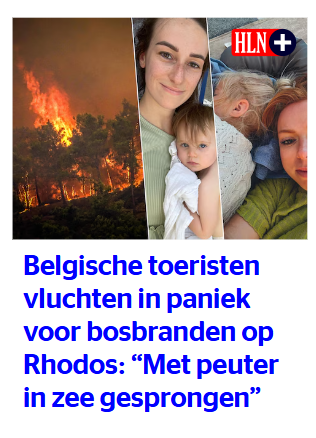 HLN +
Belgische toeristen
vluchten in paniek
voor bosbranden op
Rhodos: “Met peuter
in zee gesprongen”